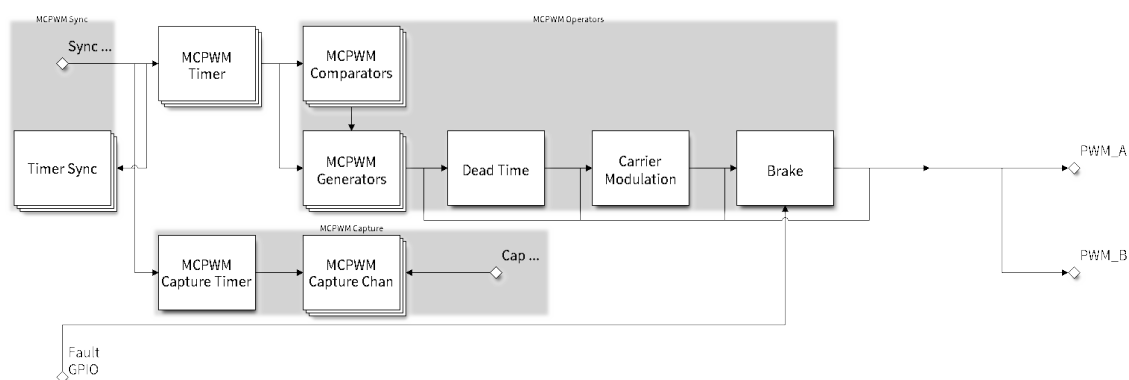 MCPWM Sync
MCPWM Operators
Sync ...
MCPWM
Timer
MCPWM
Comparators
Timer Sync
MCPWM
Generators
Dead Time
Carrier
Modulation
Brake
PWM_A
MCPWM Capture
MCPWM
Capture Timer
MCPWM
Capture Chan
Cap ...
PWM_B
Fault
GPIO